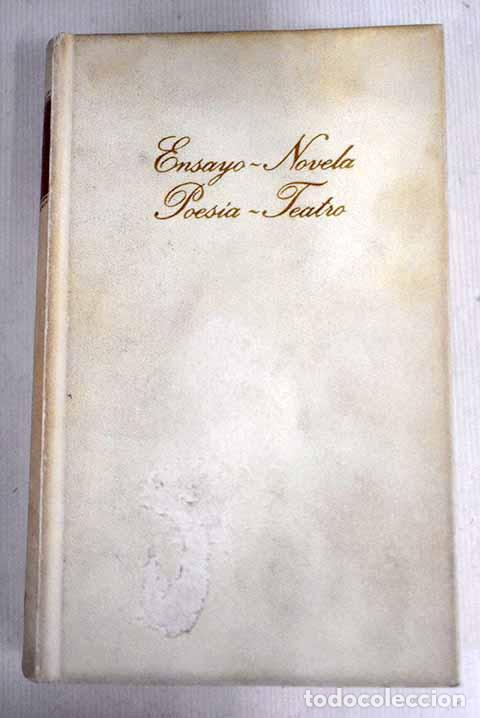 Ensayo ~ Novela
Poesía ~ Teatro
todocoleccion